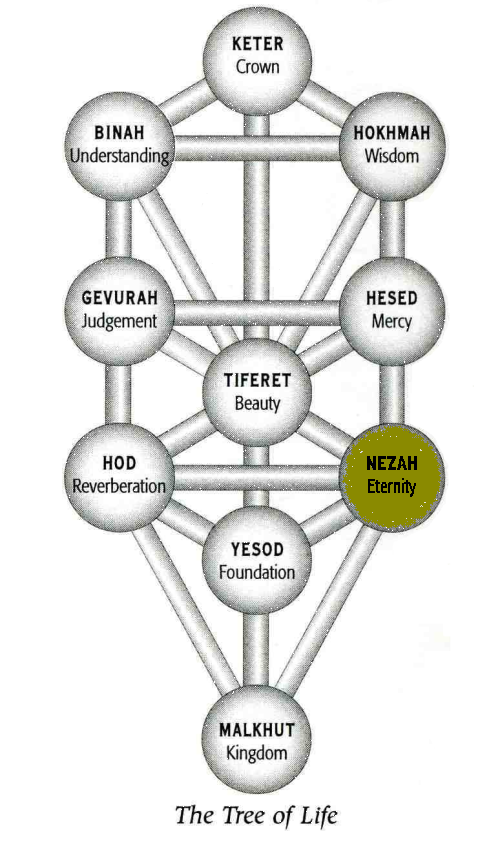 KETER
Crown
BINAH
Understanding
HOKHMAH
Wisdom
GEVURAH
Judgement
HESED
Mercy
TIFERET
Beauty
HOD
Reverberation
NEZAH
Eternity
YESOD
Foundation
MALKHUT
Kingdom
The Tree of Life